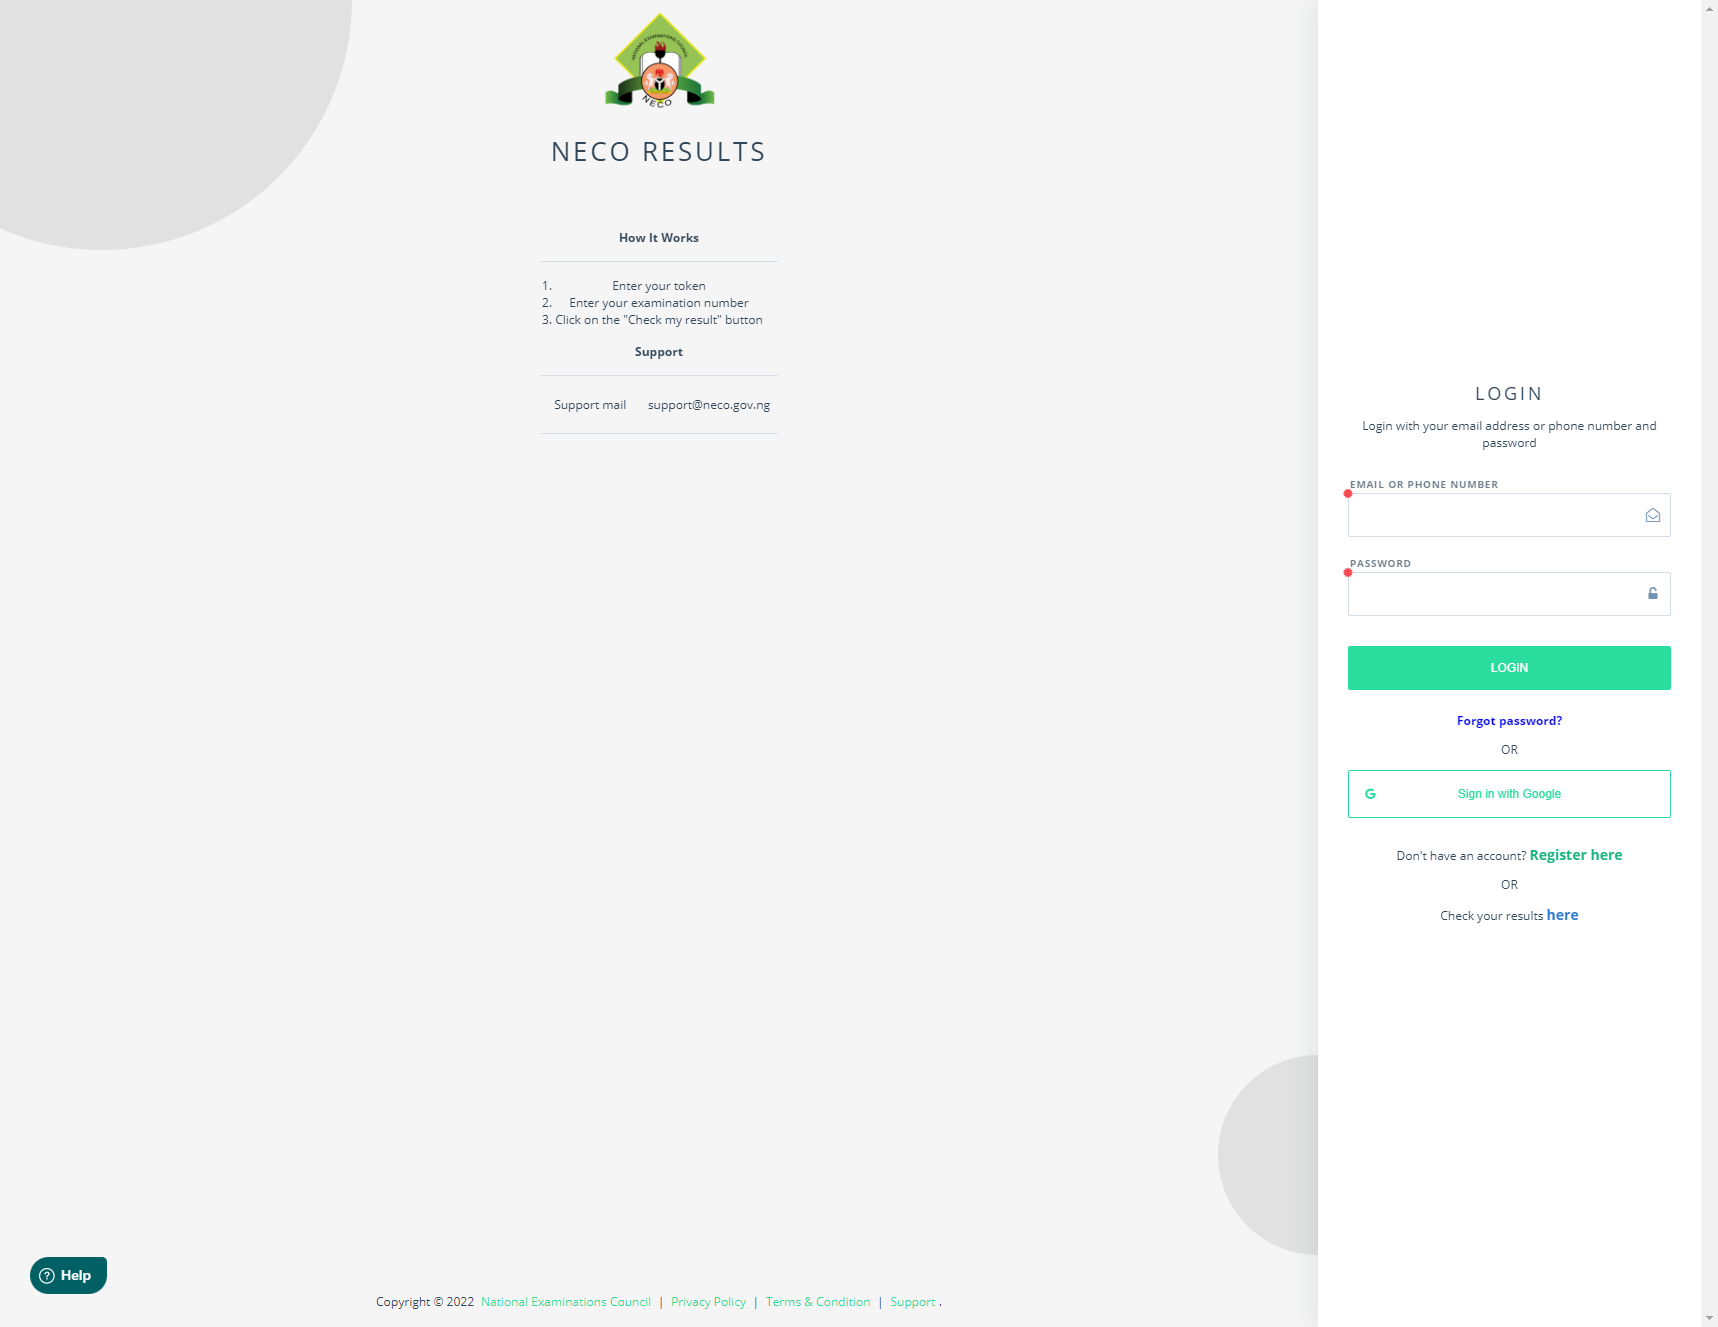 NATIONAL EXAMINATIONS COUNCIL
NECO
NECO RESULTS
How It Works
1. Enter your token
2. Enter your examination number
3. Click on the "Check my result" button
Support
Support mail support@neco.gov.ng
LOGIN
Login with your email address or phone number and
password
EMAIL OR PHONE NUMBER
PASSWORD
LOGIN
Forgot password?
OR
G Sign in with Google
Don't have an account? Register here
OR
Check your results here
? Help
Copyright © 2022 National Examinations Council | Privacy Policy | Terms & Condition | Support .